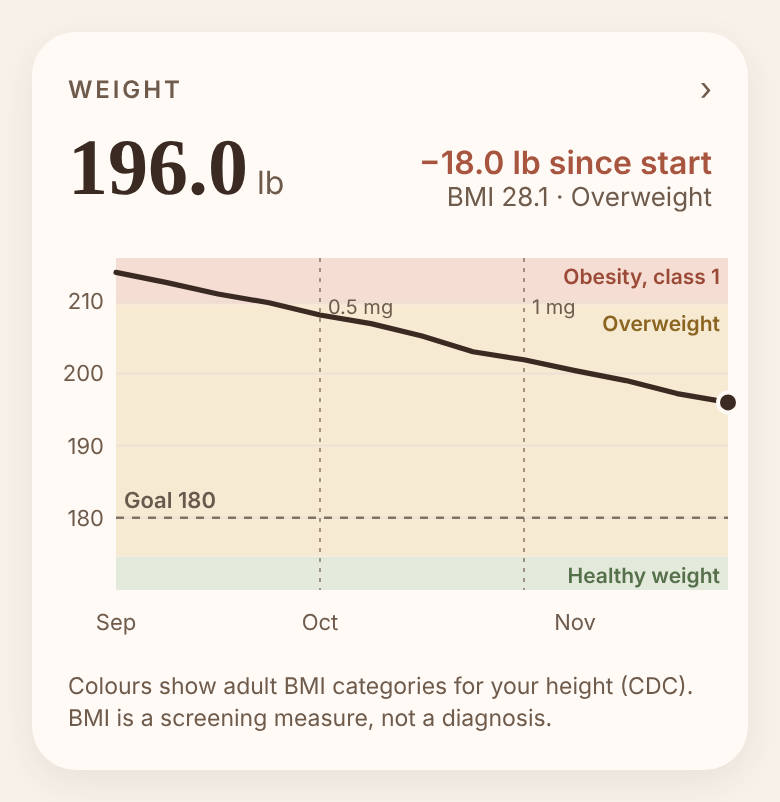 WEIGHT ›
196.0 lb
−18.0 lb since start
BMI 28.1 · Overweight
Obesity, class 1
210
0.5 mg
1 mg
Overweight
200
190
Goal 180
180
Healthy weight
Sep Oct Nov
Colours show adult BMI categories for your height (CDC).
BMI is a screening measure, not a diagnosis.